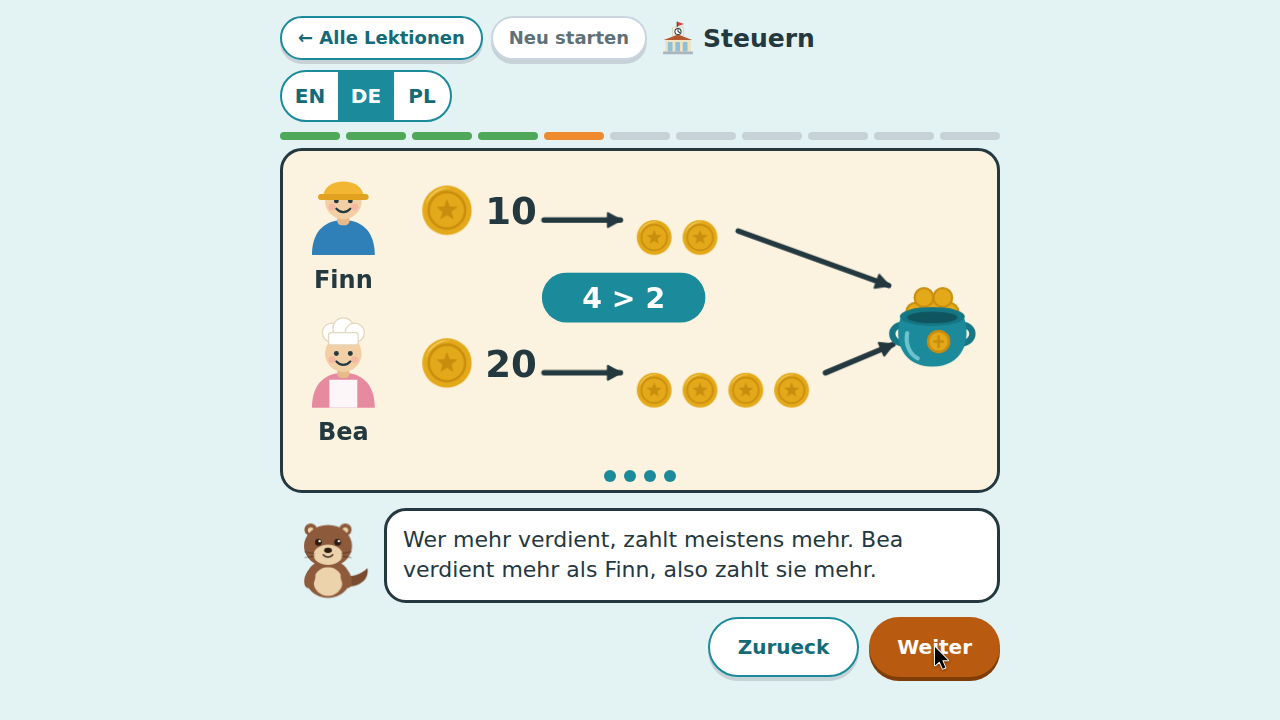 ← Alle Lektionen
Neu starten
Steuern
EN DE PL
10
Finn
4 > 2
20
Bea
Wer mehr verdient, zahlt meistens mehr. Bea
verdient mehr als Finn, also zahlt sie mehr.
Zurueck
Weiter